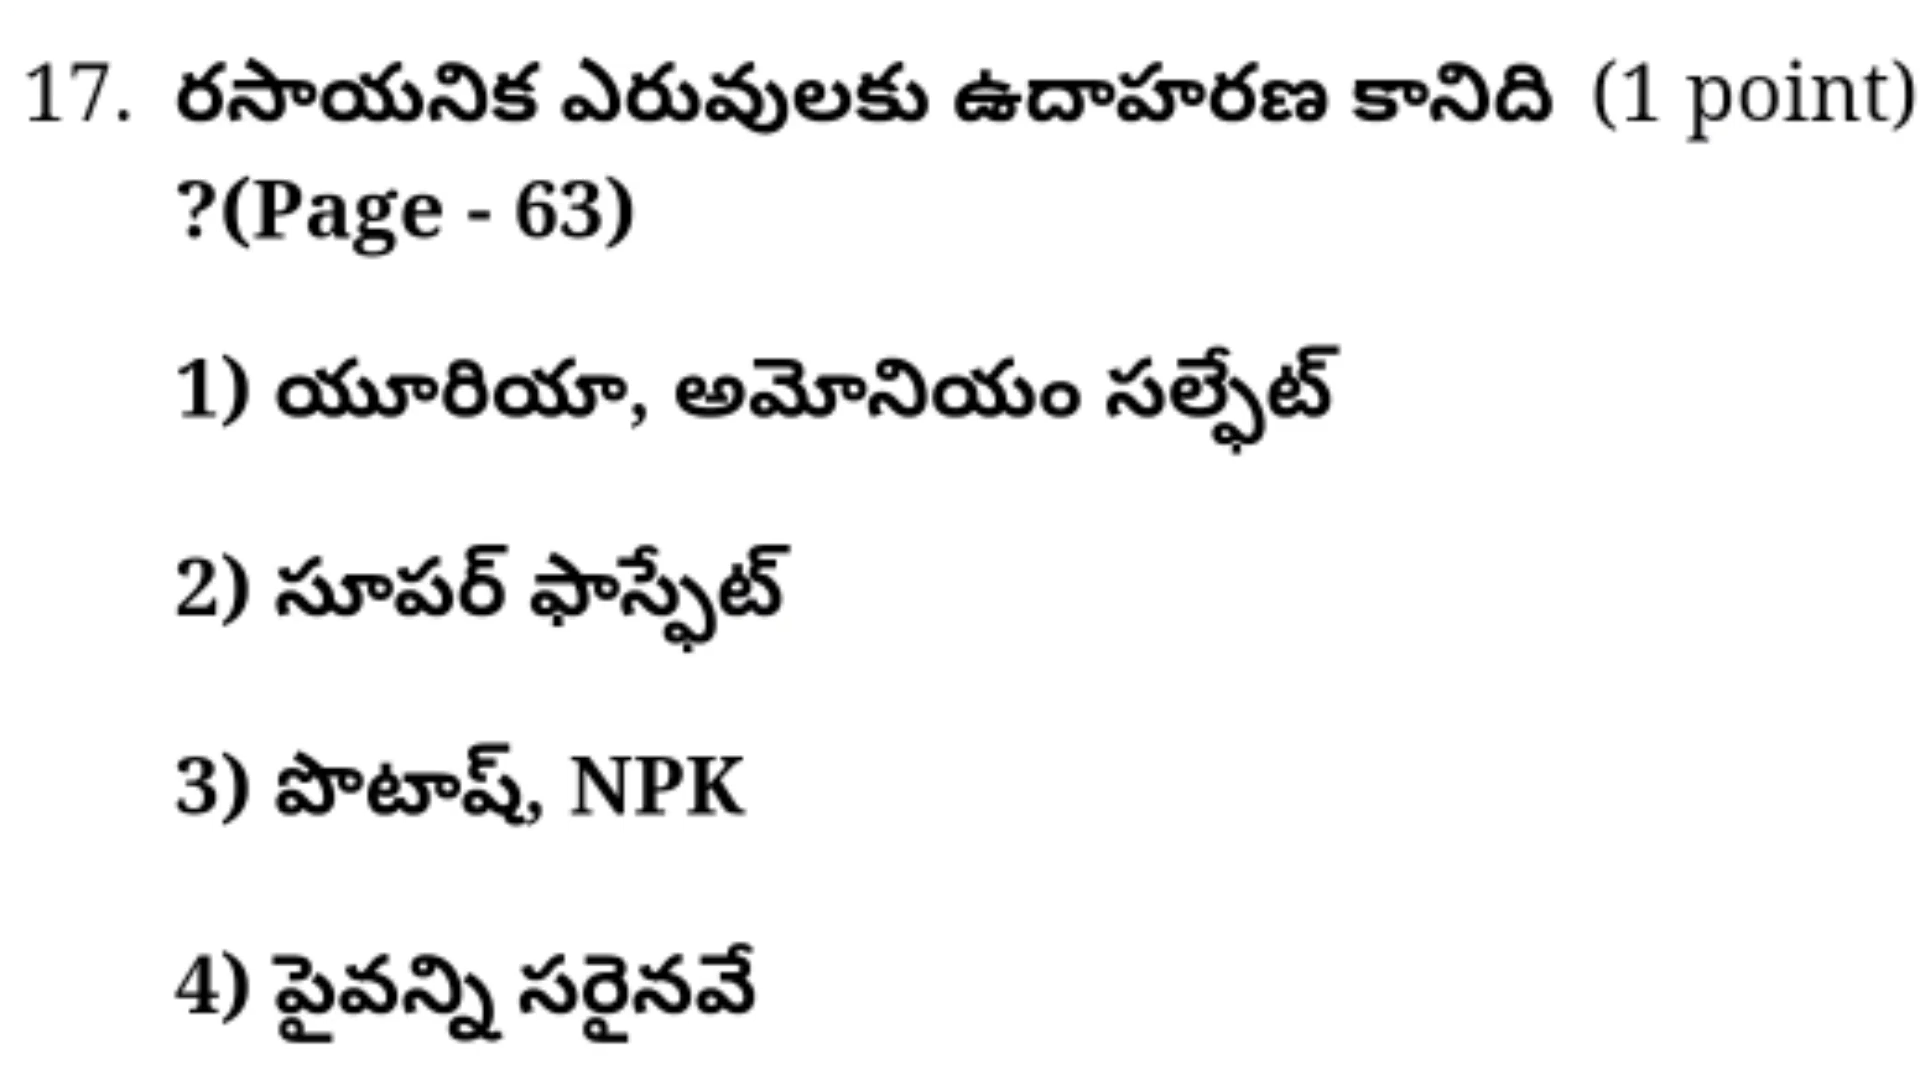 17. రసాయనిక ఎరువులకు ఉదాహరణ కానిది (1 point)
?(Page - 63)
1) యూరియా, అమోనియం సల్ఫేట్
2) సూపర్ ఫాస్ఫేట్
3) పొటాష్, NPK
4) పైవన్ని సరైనవే